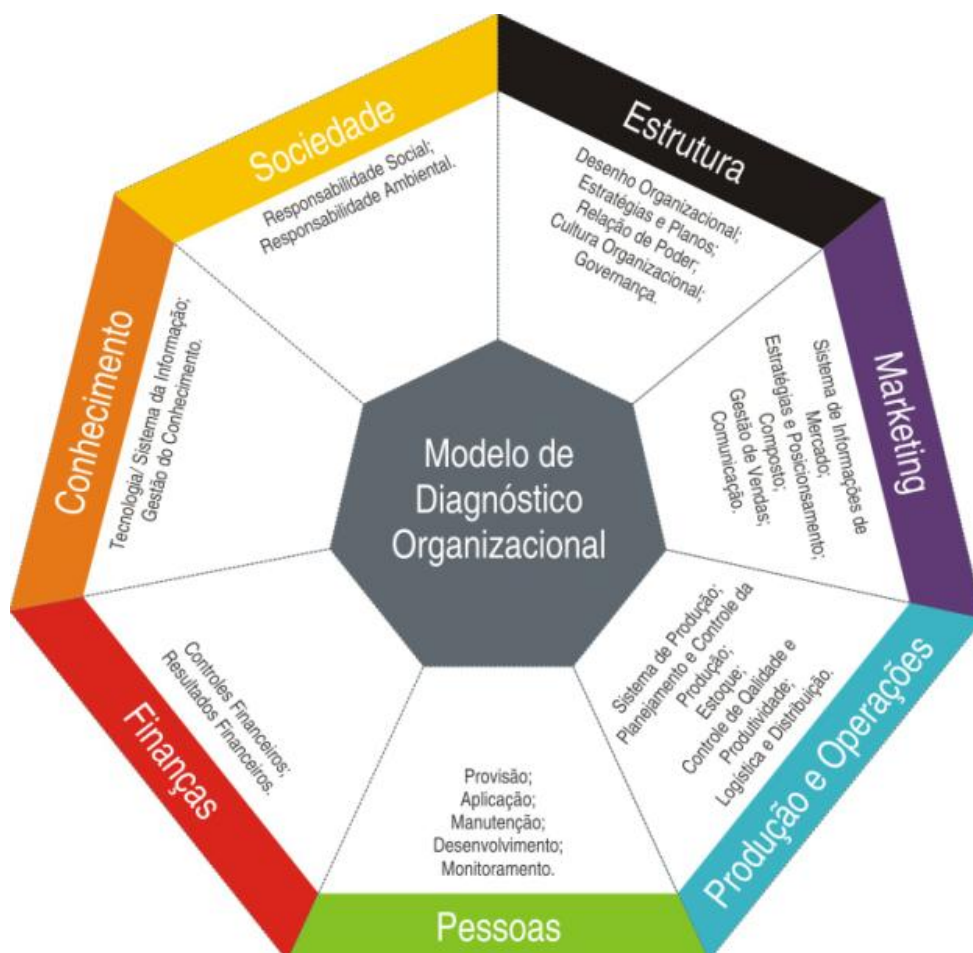 Modelo de
Diagnóstico
Organizacional
Estrutura
Desenho Organizacional;
Estratégias e Planos;
Relação de Poder;
Cultura Organizacional;
Governança.
Marketing
Sistema de Informações de
Mercado;
Estratégias e Posicionsamento;
Composto;
Gestão de Vendas;
Comunicação.
Produção e Operações
Sistema de Produção;
Planejamento e Controle da
Produção;
Estoque;
Controle de Qalidade e
Produtividade;
Logística e Distribuição.
Pessoas
Provisão;
Aplicação;
Manutenção;
Desenvolvimento;
Monitoramento.
Finanças
Controles Financeiros;
Resultados Financeiros.
Conhecimento
Tecnologia/ Sistema da Informação;
Gestão do Conhecimento.
Sociedade
Responsabilidade Social;
Responsabilidade Ambiental.